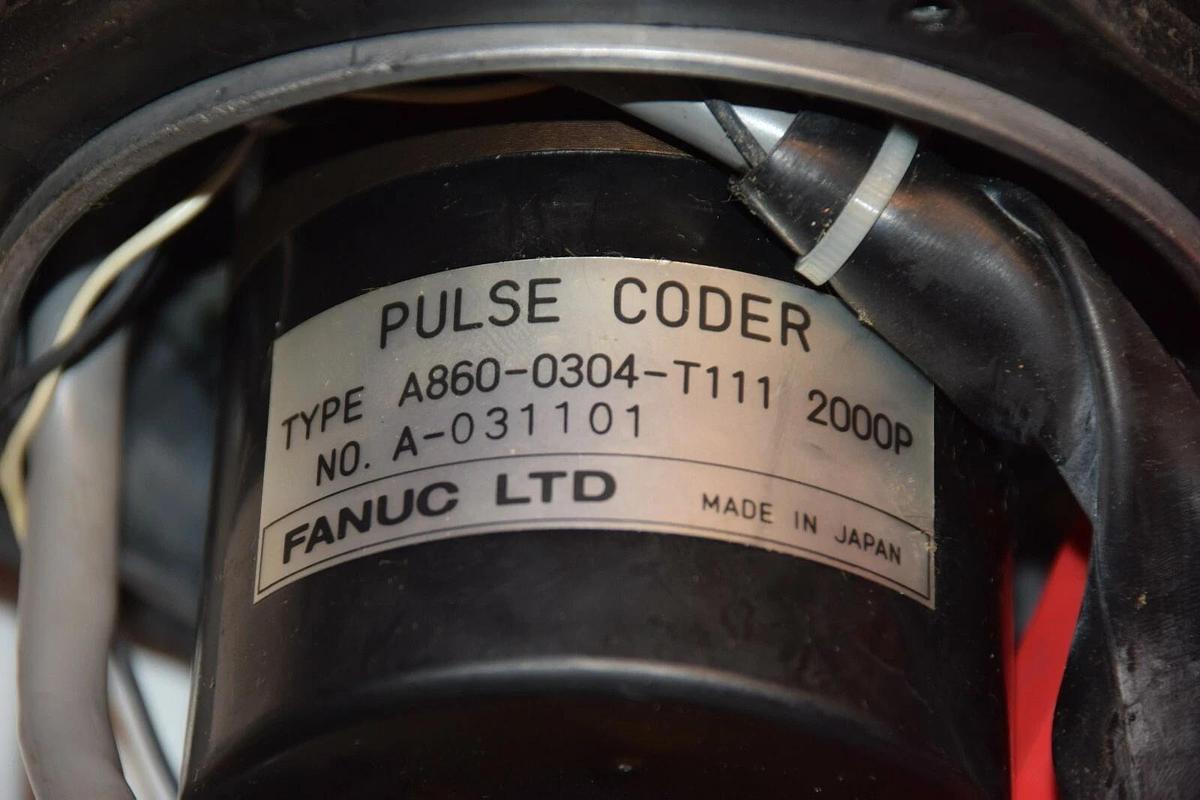 PULSE CODER
TYPE A860-0304-T111 2000P
NO. A-031101
FANUC LTD MADE IN JAPAN